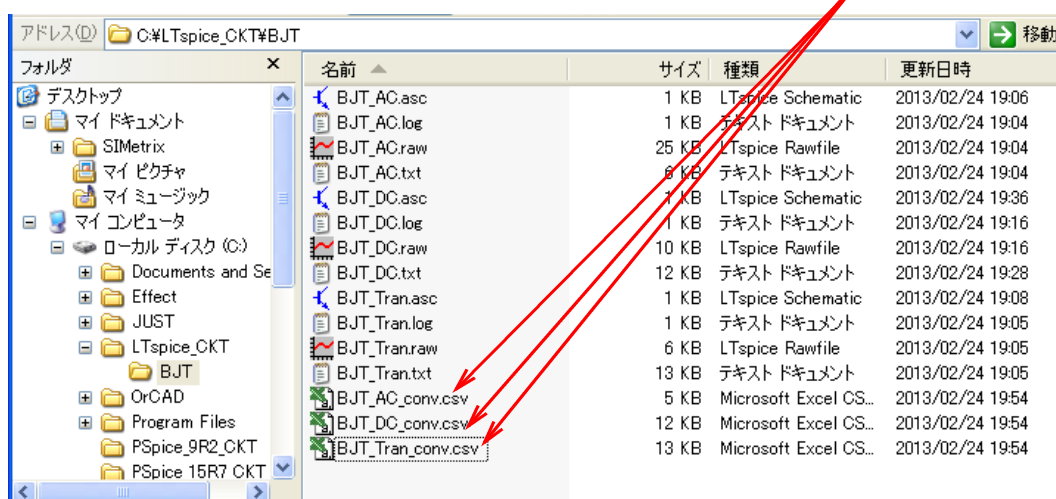 アドレス(D) C:¥LTspice_CKT¥BJT 移動
フォルダ × 名前 サイズ 種類 更新日時
デスクトップ
マイ ドキュメント
SIMetrix
マイ ピクチャ
マイ ミュージック
マイ コンピュータ
ローカル ディスク (C:)
Documents and Se
Effect
JUST
LTspice_CKT
BJT
OrCAD
Program Files
PSpice_9R2_CKT
PSpice 15R7 CKT
BJT_AC.asc 1 KB LTspice Schematic 2013/02/24 19:06
BJT_AC.log 1 KB テキスト ドキュメント 2013/02/24 19:04
BJT_AC.raw 25 KB LTspice Rawfile 2013/02/24 19:04
BJT_AC.txt 6 KB テキスト ドキュメント 2013/02/24 19:04
BJT_DC.asc 1 KB LTspice Schematic 2013/02/24 19:36
BJT_DC.log 1 KB テキスト ドキュメント 2013/02/24 19:16
BJT_DC.raw 10 KB LTspice Rawfile 2013/02/24 19:16
BJT_DC.txt 12 KB テキスト ドキュメント 2013/02/24 19:28
BJT_Tran.asc 1 KB LTspice Schematic 2013/02/24 19:08
BJT_Tran.log 1 KB テキスト ドキュメント 2013/02/24 19:05
BJT_Tran.raw 6 KB LTspice Rawfile 2013/02/24 19:05
BJT_Tran.txt 13 KB テキスト ドキュメント 2013/02/24 19:05
BJT_AC_conv.csv 5 KB Microsoft Excel CS... 2013/02/24 19:54
BJT_DC_conv.csv 12 KB Microsoft Excel CS... 2013/02/24 19:54
BJT_Tran_conv.csv 13 KB Microsoft Excel CS... 2013/02/24 19:54